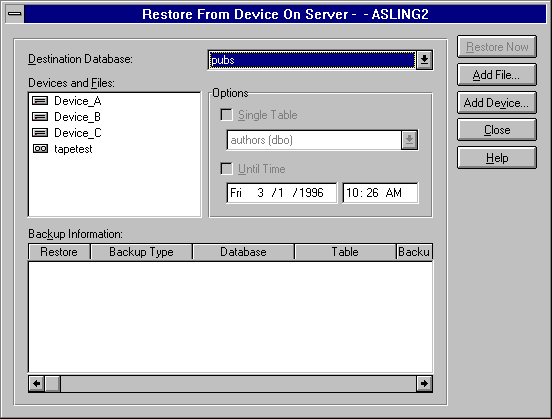 Restore From Device On Server - - ASLING2
Destination Database:
pubs
Restore Now
Add File...
Add Device...
Close
Help
Devices and Files:
Device_A
Device_B
Device_C
tapetest
Options
Single Table
authors (dbo)
Until Time
Fri 3 /1 /1996
10: 26 AM
Backup Information:
Restore Backup Type Database Table Backu